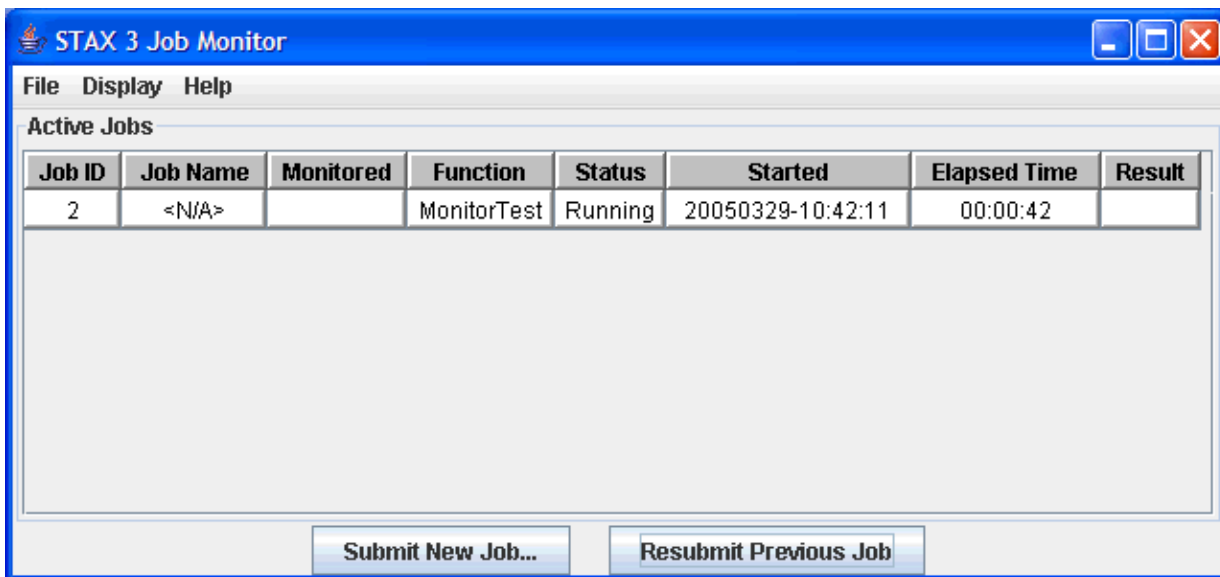 STAX 3 Job Monitor
File Display Help
Active Jobs
Job ID Job Name Monitored Function Status Started Elapsed Time Result
2 <N/A> MonitorTest Running 20050329-10:42:11 00:00:42
Submit New Job... Resubmit Previous Job